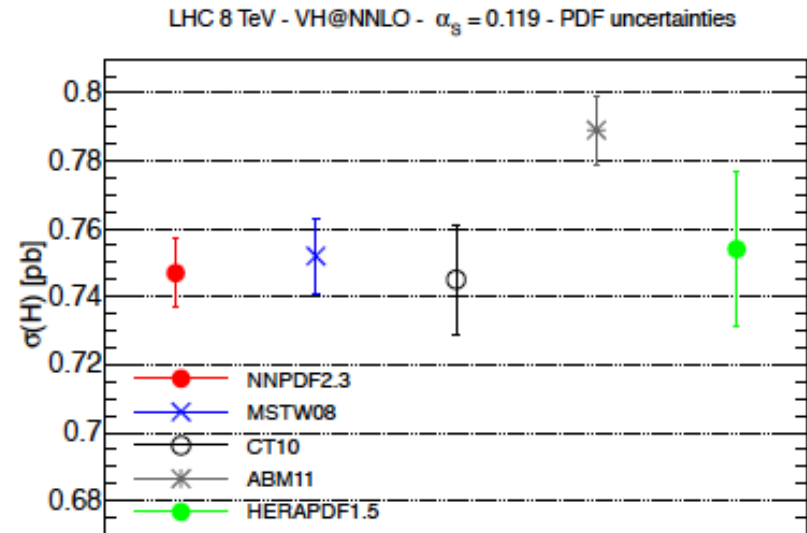 LHC 8 TeV - VH@NNLO - αₛ = 0.119 - PDF uncertainties
σ(H) [pb]
0.8
0.78
0.76
0.74
0.72
0.7
0.68
NNPDF2.3
MSTW08
CT10
ABM11
HERAPDF1.5